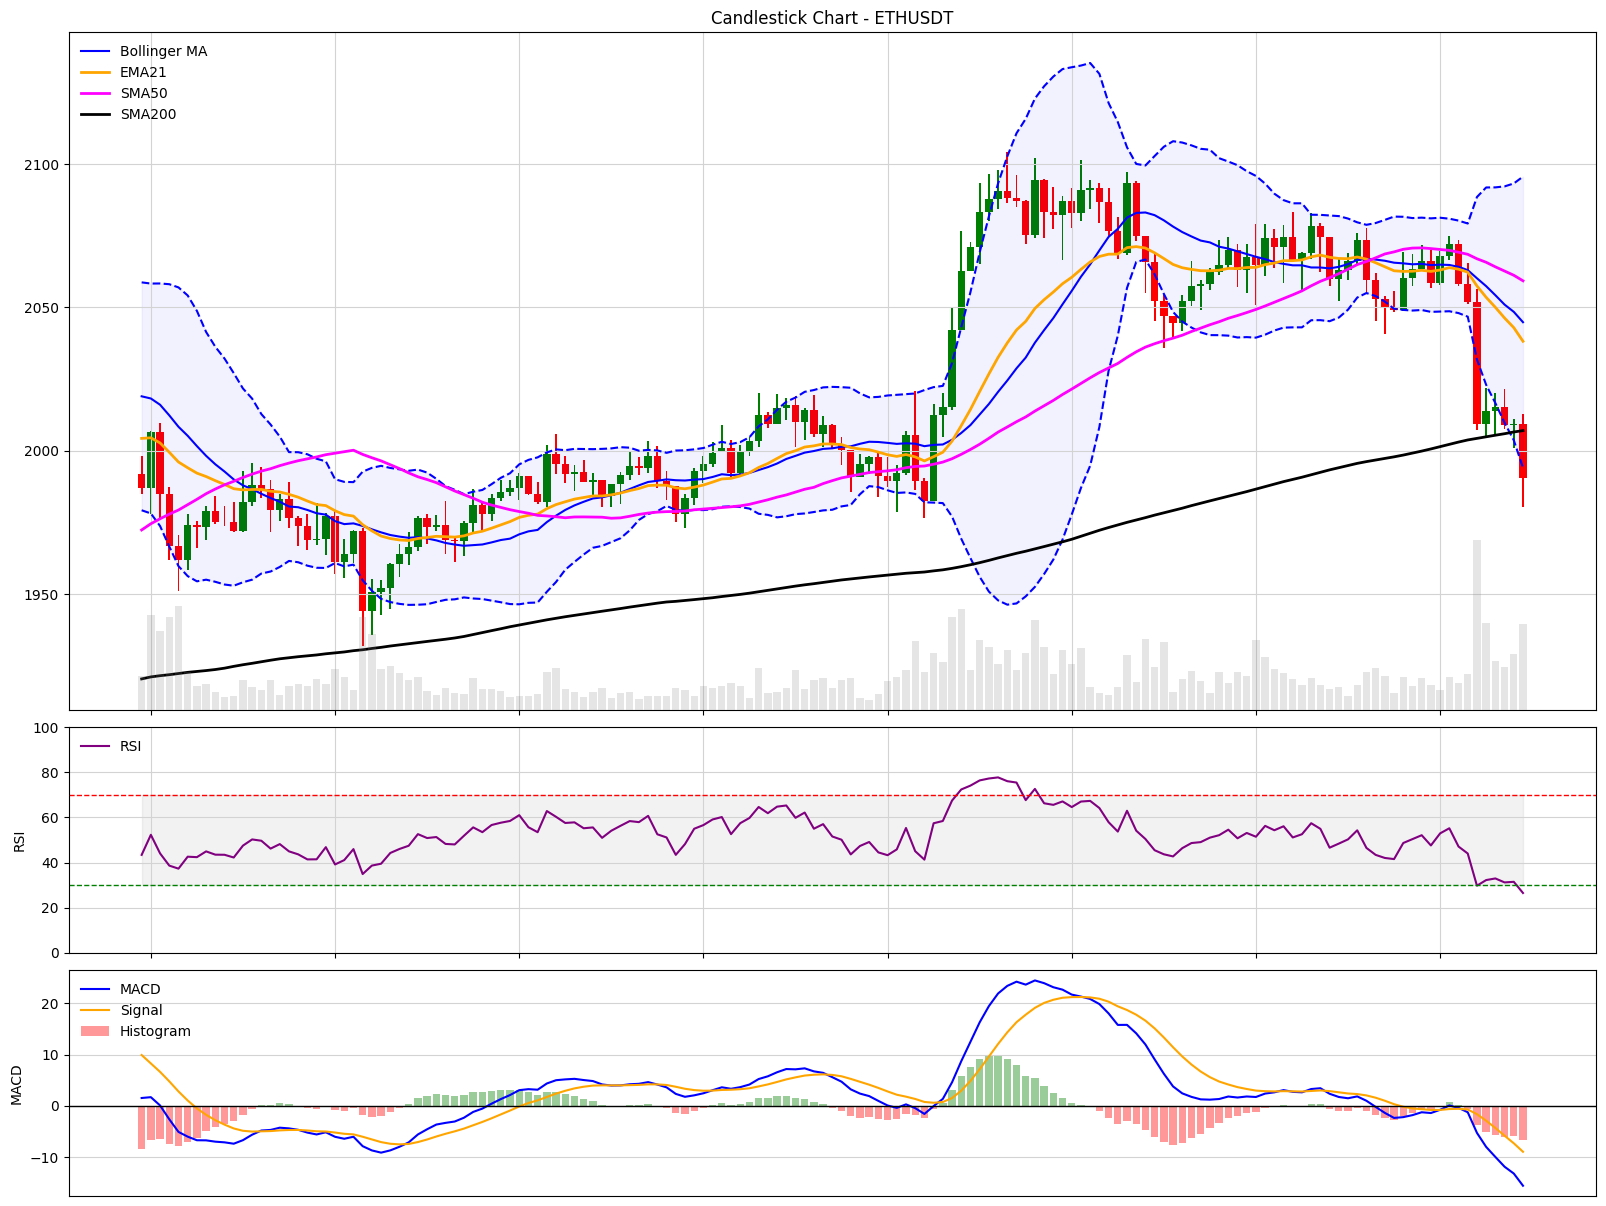 Candlestick Chart - ETHUSDT
Bollinger MA
EMA21
SMA50
SMA200
2100
2050
2000
1950
RSI
100
80
60
40
20
0
RSI
MACD
Signal
Histogram
20
10
0
−10
MACD